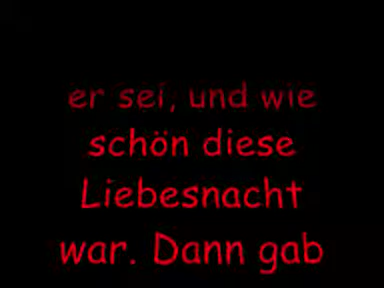 er sei, und wie
schön diese
Liebesnacht
war. Dann gab